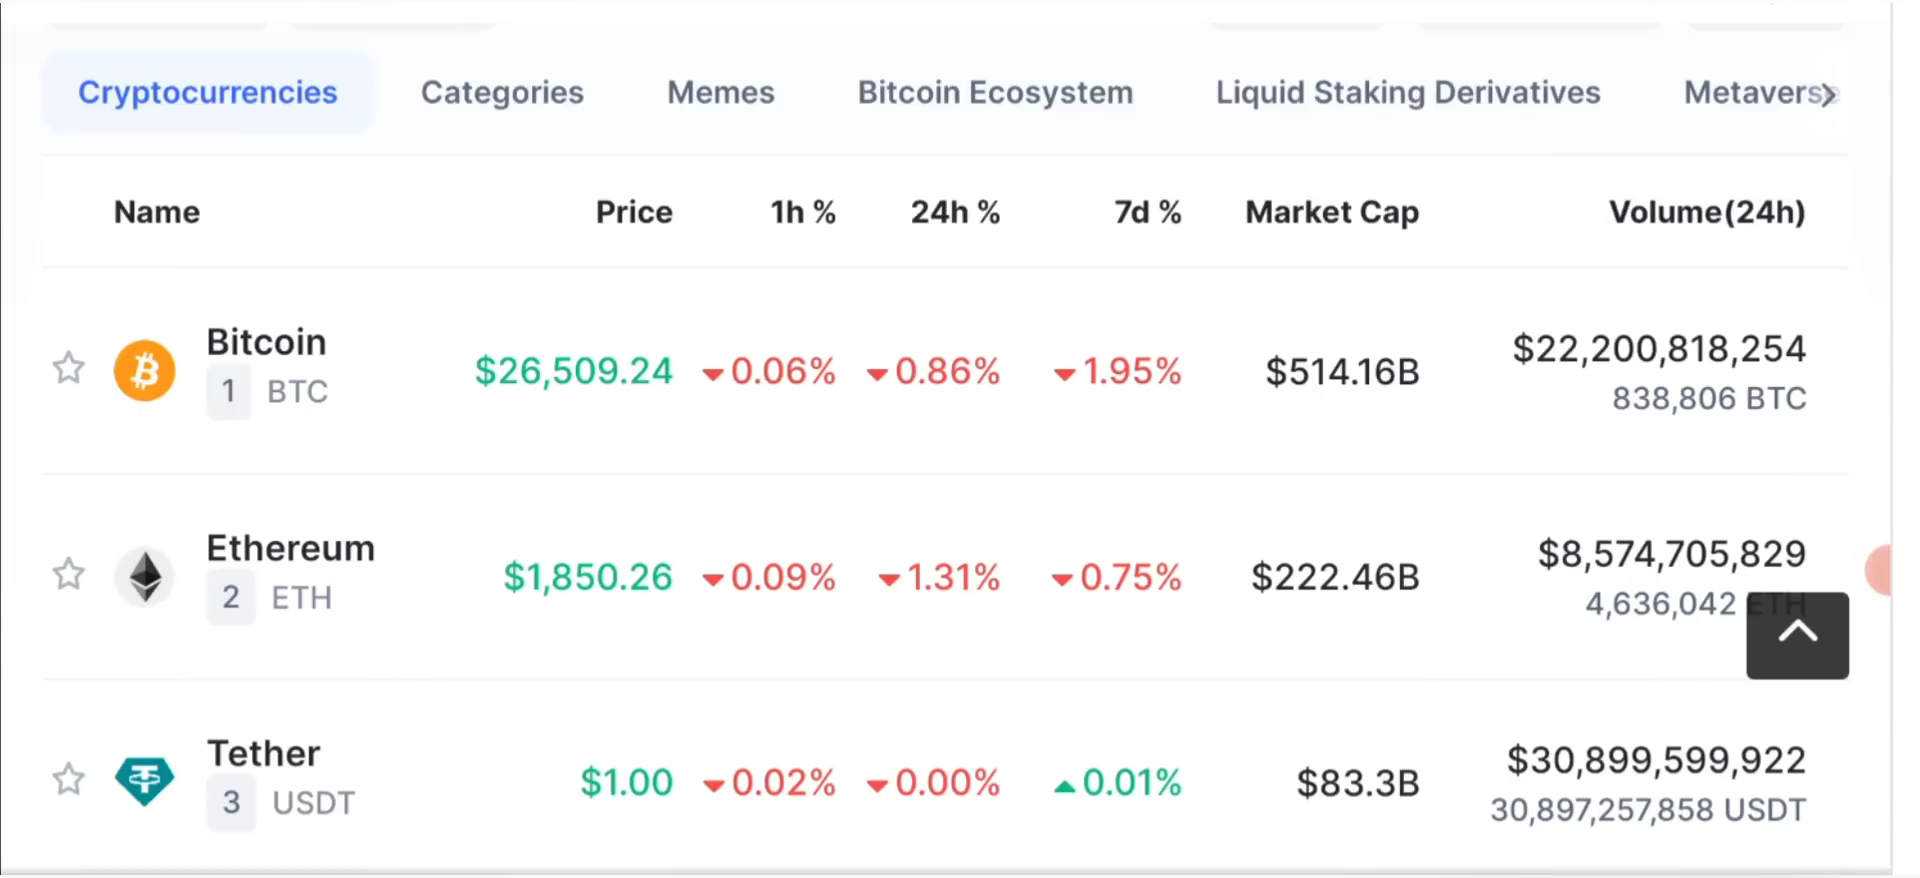 Cryptocurrencies Categories Memes Bitcoin Ecosystem Liquid Staking Derivatives Metaverse
Name Price 1h % 24h % 7d % Market Cap Volume(24h)
Bitcoin
1 BTC
$26,509.24 0.06% 0.86% 1.95% $514.16B
$22,200,818,254
838,806 BTC
Ethereum
2 ETH
$1,850.26 0.09% 1.31% 0.75% $222.46B
$8,574,705,829
4,636,042 ETH
Tether
3 USDT
$1.00 0.02% 0.00% 0.01% $83.3B
$30,899,599,922
30,897,257,858 USDT